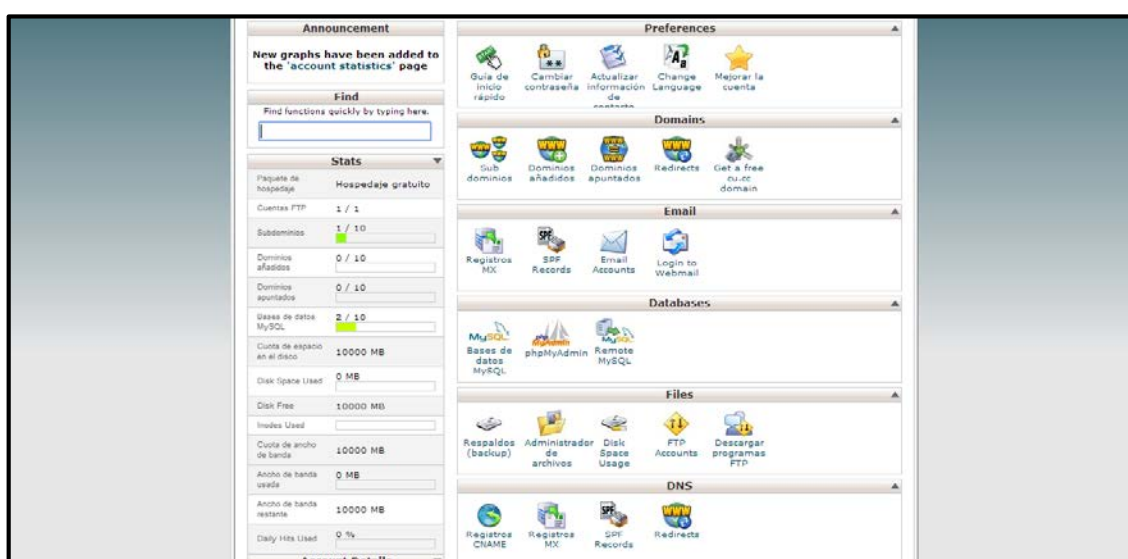 Announcement
New graphs have been added to
the 'account statistics' page
Find
Find functions quickly by typing here.
Stats
Paquete de
hospedaje
Hospedaje gratuito
Cuentas FTP
1 / 1
Subdominios
1 / 10
Dominios
añadidos
0 / 10
Dominios
apuntados
0 / 10
Bases de datos
MySQL
2 / 10
Cuota de espacio
en el disco
10000 MB
Disk Space Used
0 MB
Disk Free
10000 MB
Inodes Used
Cuota de ancho
de banda
10000 MB
Ancho de banda
usada
0 MB
Ancho de banda
restante
10000 MB
Daily Hits Used
0 %
Preferences
Guía de
inicio
rápido
Cambiar
contraseña
Actualizar
información
de
contacto
Change
Language
Mejorar la
cuenta
Domains
Sub
dominios
Dominios
añadidos
Dominios
apuntados
Redirects
Get a free
cu.cc
domain
Email
Registros
MX
SPF
Records
Email
Accounts
Login to
Webmail
Databases
Bases de
datos
MySQL
phpMyAdmin
Remote
MySQL
Files
Respaldos
(backup)
Administrador
de
archivos
Disk
Space
Usage
FTP
Accounts
Descargar
programas
FTP
DNS
Registros
CNAME
Registros
MX
SPF
Records
Redirects